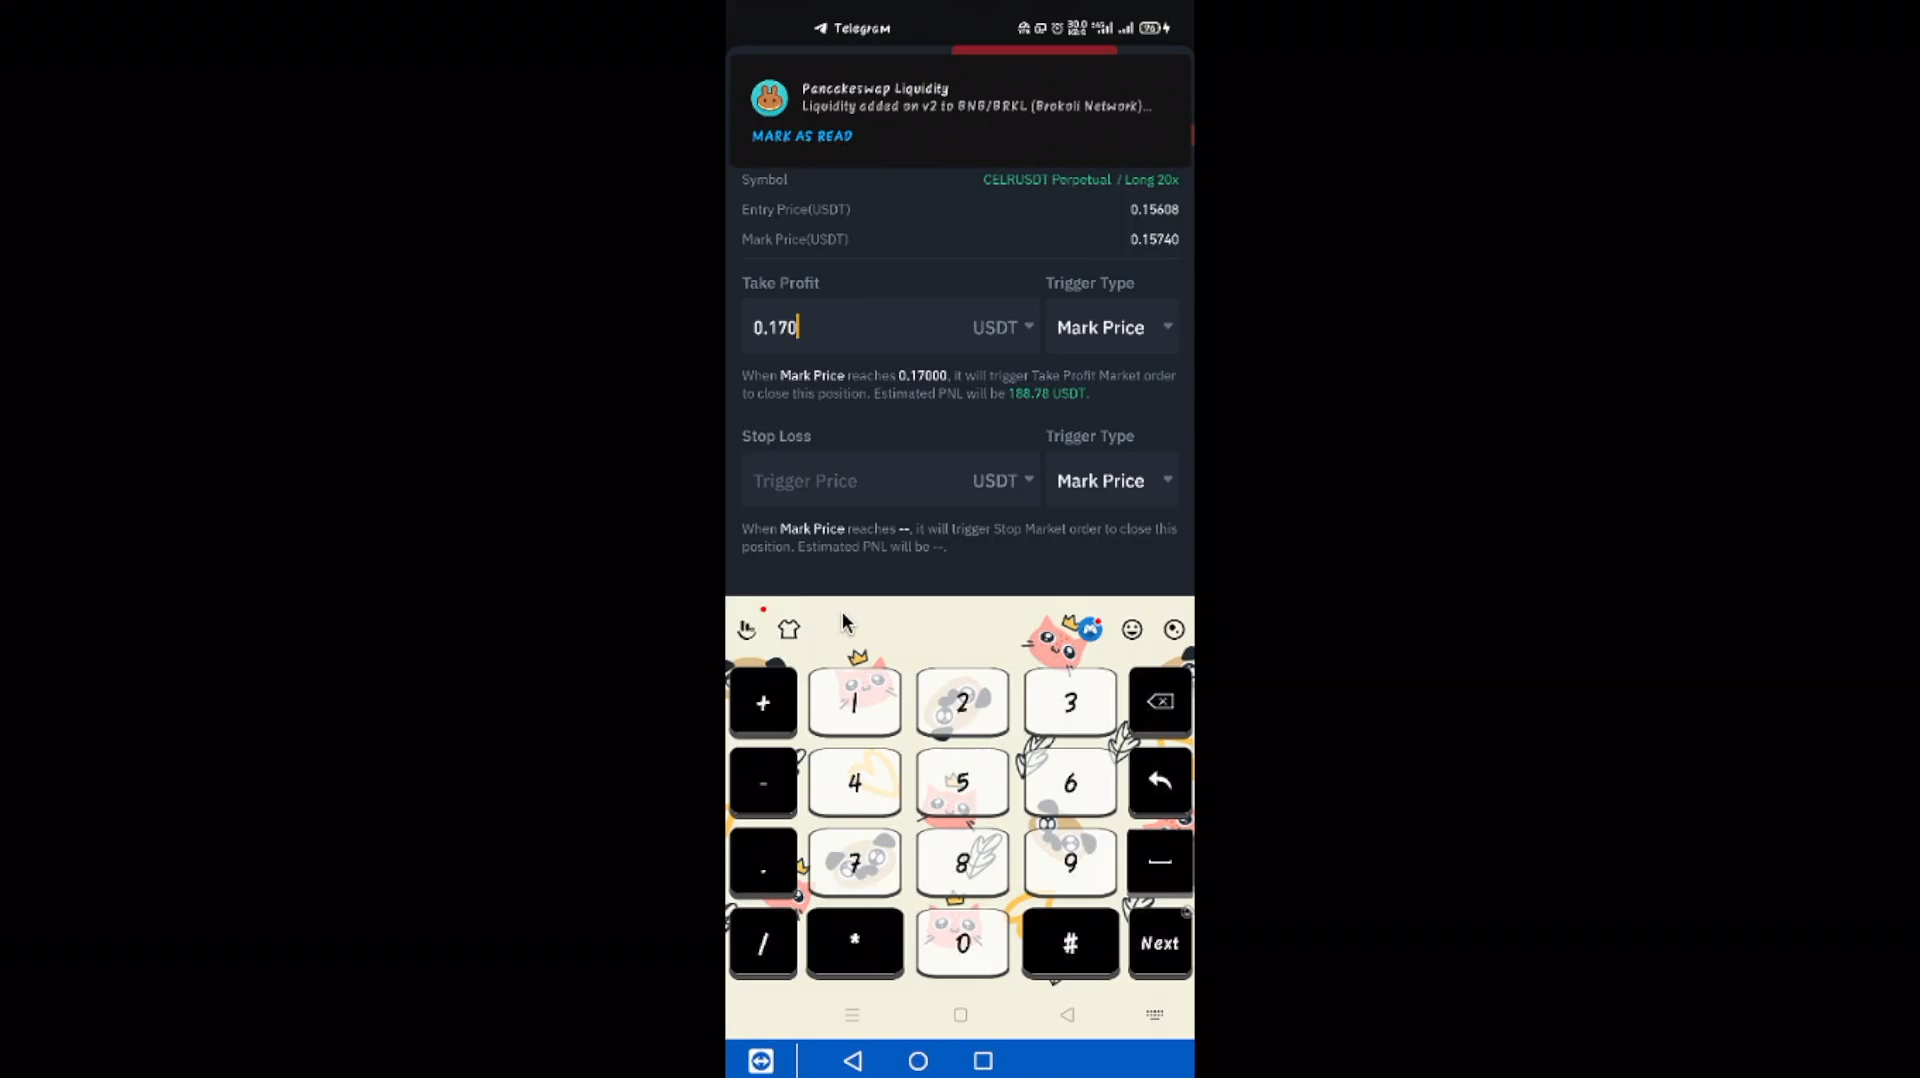 Telegram
30.0
KB/S
76
Pancakeswap Liquidity
Liquidity added on v2 to BNB/BRKL (Brokoli Network)...
MARK AS READ
Symbol
CELRUSDT Perpetual / Long 20x
Entry Price(USDT)
0.15608
Mark Price(USDT)
0.15740
Take Profit
Trigger Type
0.170
USDT
Mark Price
When Mark Price reaches 0.17000, it will trigger Take Profit Market order
to close this position. Estimated PNL will be 188.78 USDT.
Stop Loss
Trigger Type
Trigger Price
USDT
Mark Price
When Mark Price reaches --, it will trigger Stop Market order to close this
position. Estimated PNL will be --.
+ 1 2 3
- 4 5 6
. 7 8 9
/ * 0 # Next